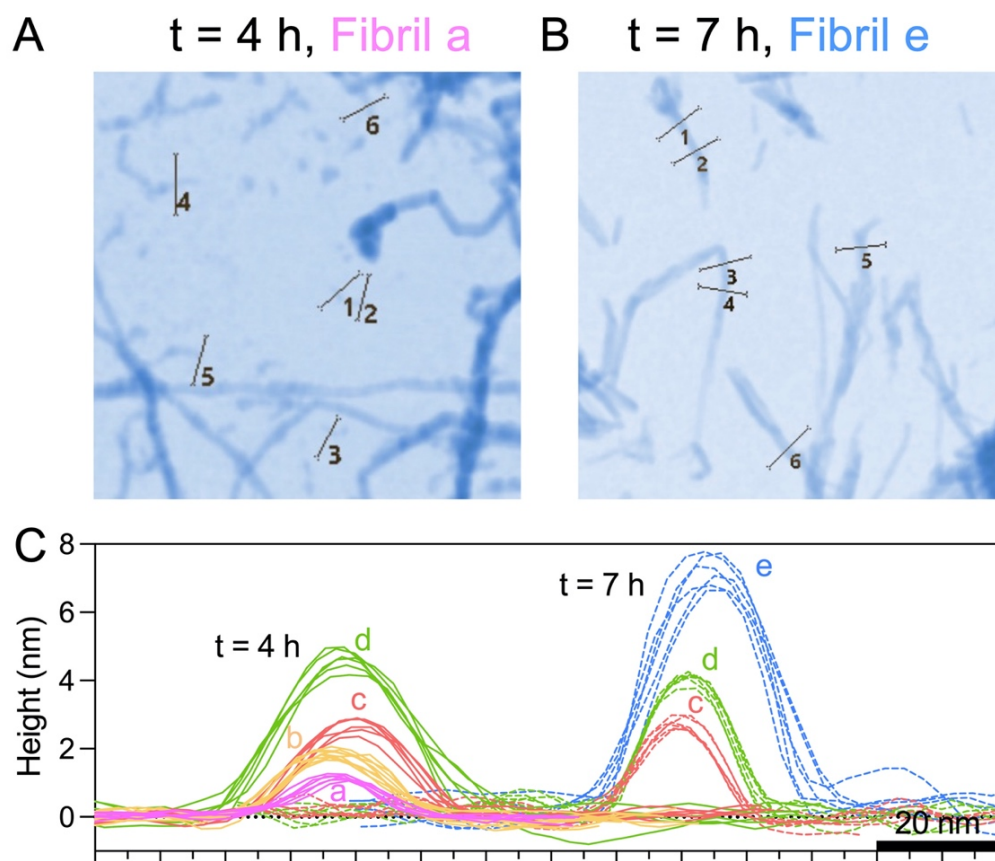 A t = 4 h, Fibril a B t = 7 h, Fibril e
6
4
1 2
5
3
1
2
5
3
4
6
C
8
6
4
2
0
Height (nm)
t = 4 h
d
c
b
a
t = 7 h
e
d
c
20 nm